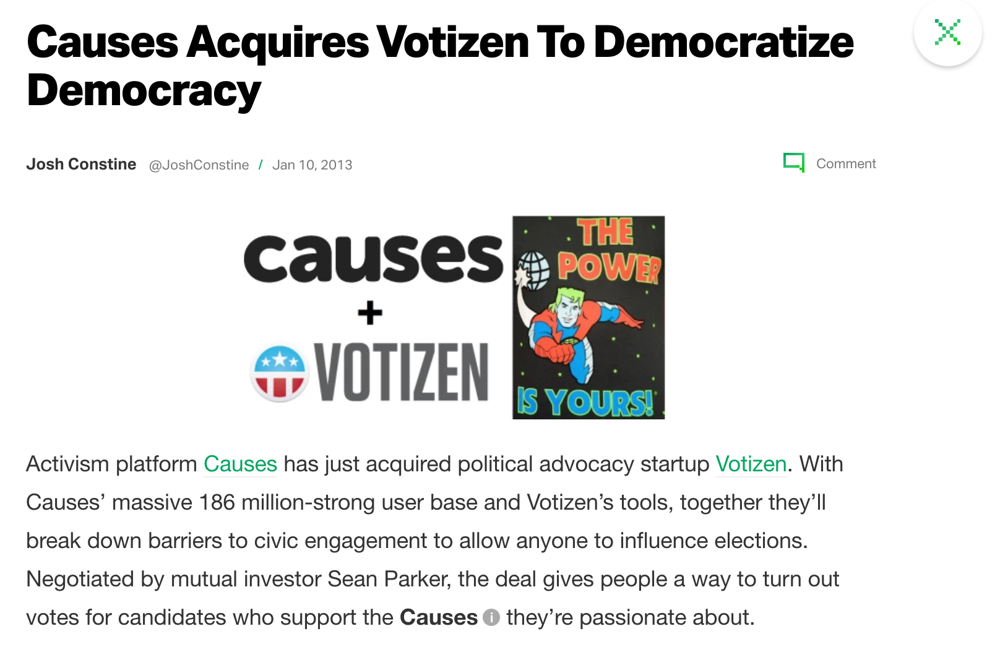 Causes Acquires Votizen To Democratize
Democracy
Josh Constine @JoshConstine / Jan 10, 2013
Comment
causes
+
VOTIZEN
THE
POWER
IS YOURS!
Activism platform Causes has just acquired political advocacy startup Votizen. With
Causes’ massive 186 million-strong user base and Votizen’s tools, together they’ll
break down barriers to civic engagement to allow anyone to influence elections.
Negotiated by mutual investor Sean Parker, the deal gives people a way to turn out
votes for candidates who support the Causes i they’re passionate about.